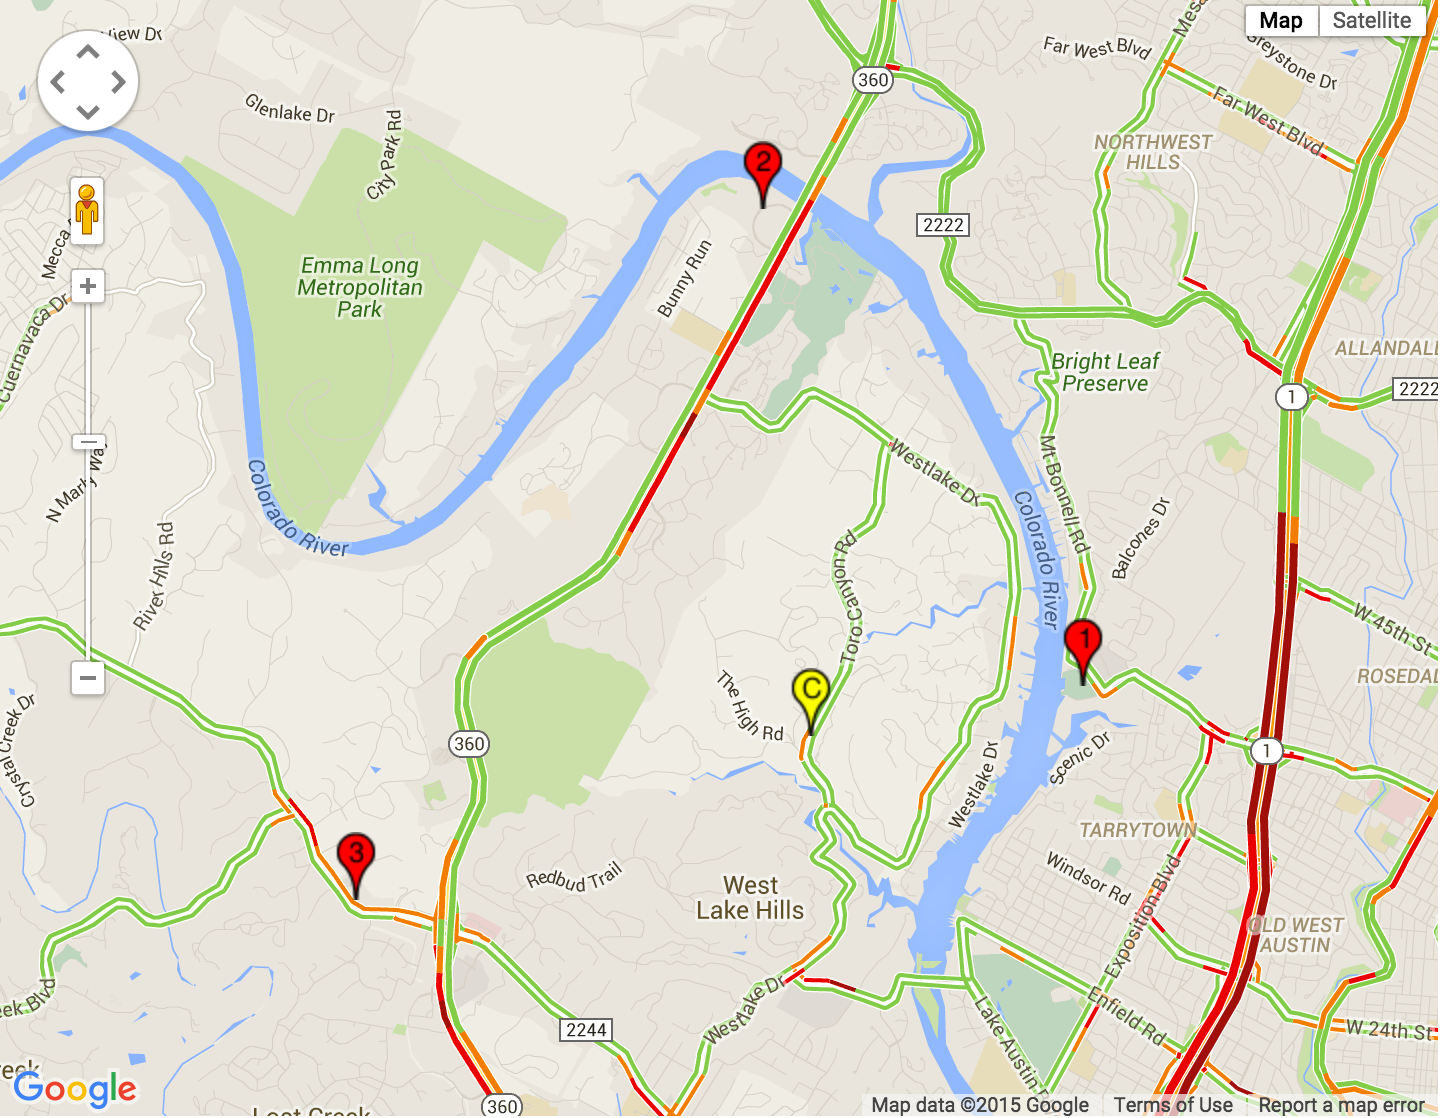 Map
Satellite
View Dr
Far West Blvd
Greystone Dr
Mesa
360
Glenlake Dr
City Park Rd
Far West Blvd
NORTHWEST
HILLS
2
2222
Mecca
Emma Long
Metropolitan
Park
Bunny Run
Cuernavaca Dr
Bright Leaf
Preserve
ALLANDALE
1
2222
N Marly Way
Colorado River
Westlake Dr
Mt Bonnell Rd
Colorado River
Balcones Dr
River Hills Rd
Toro Canyon Rd
W 45th St
1
ROSEDAL
C
The High Rd
Crystal Creek Dr
360
Westlake Dr
Scenic Dr
1
TARRYTOWN
3
Redbud Trail
West
Lake Hills
Windsor Rd
Exposition Blvd
OLD WEST
AUSTIN
eek Blvd
Westlake Dr
Enfield Rd
Lake Austin
2244
W 24th St
eek
Google
360
Lost Creek
Map data ©2015 Google
Terms of Use
Report a map error